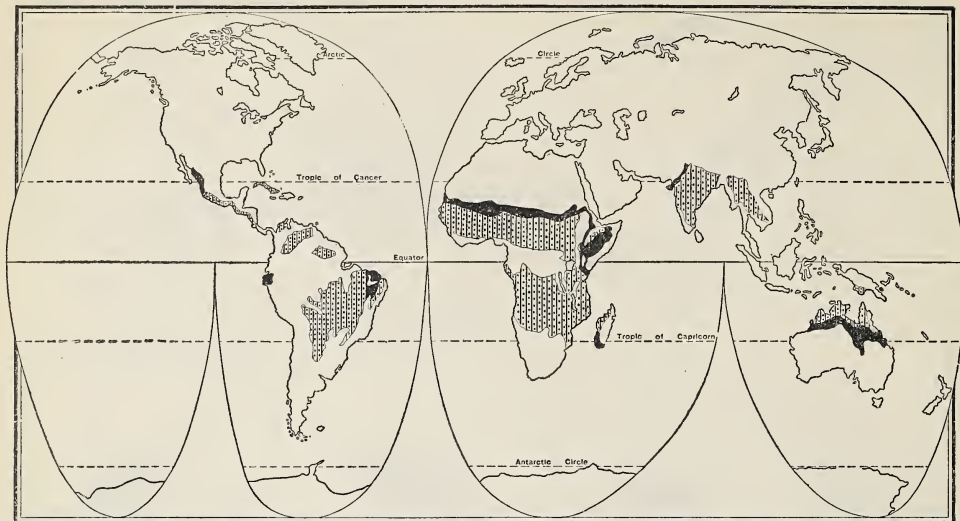 Arctic Circle
Tropic of Cancer
Equator
Tropic of Capricorn
Antarctic Circle